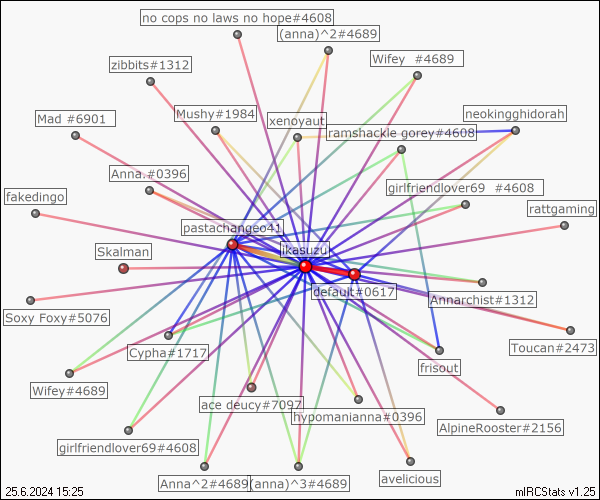 no cops no laws no hope#4608
(anna)^2#4689
Wifey  #4689
zibbits#1312
Mushy#1984
xenoyaut
neokingghidorah
Mad #6901
ramshackle gorey#4608
Anna.#0396
girlfriendlover69  #4608
fakedingo
rattgaming
pastachangeo41
ikasuzu
Skalman
default#0617
Annarchist#1312
Soxy Foxy#5076
Cypha#1717
Toucan#2473
frisout
Wifey#4689
ace deucy#7097
hypomanianna#0396
AlpineRooster#2156
girlfriendlover69#4608
Anna^2#4689
(anna)^3#4689
avelicious
25.6.2024 15:25
mIRCStats v1.25